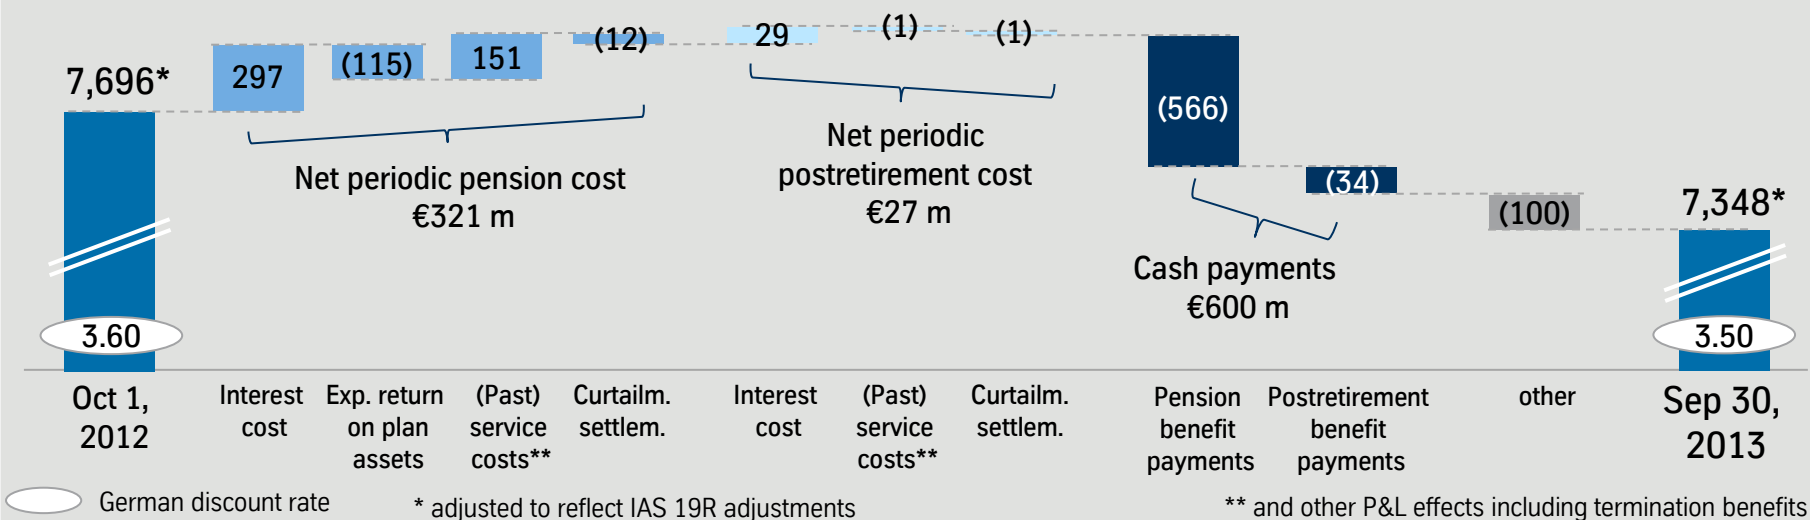 7,696*
297
(115)
151
(12)
29
(1)
(1)
(566)
(34)
(100)
7,348*
Net periodic pension cost
€321 m
Net periodic
postretirement cost
€27 m
Cash payments
€600 m
3.60
3.50
Oct 1,
2012
Interest
cost
Exp. return
on plan
assets
(Past)
service
costs**
Curtailm.
settlem.
Interest
cost
(Past)
service
costs**
Curtailm.
settlem.
Pension
benefit
payments
Postretirement
benefit
payments
other
Sep 30,
2013
German discount rate
* adjusted to reflect IAS 19R adjustments
** and other P&L effects including termination benefits